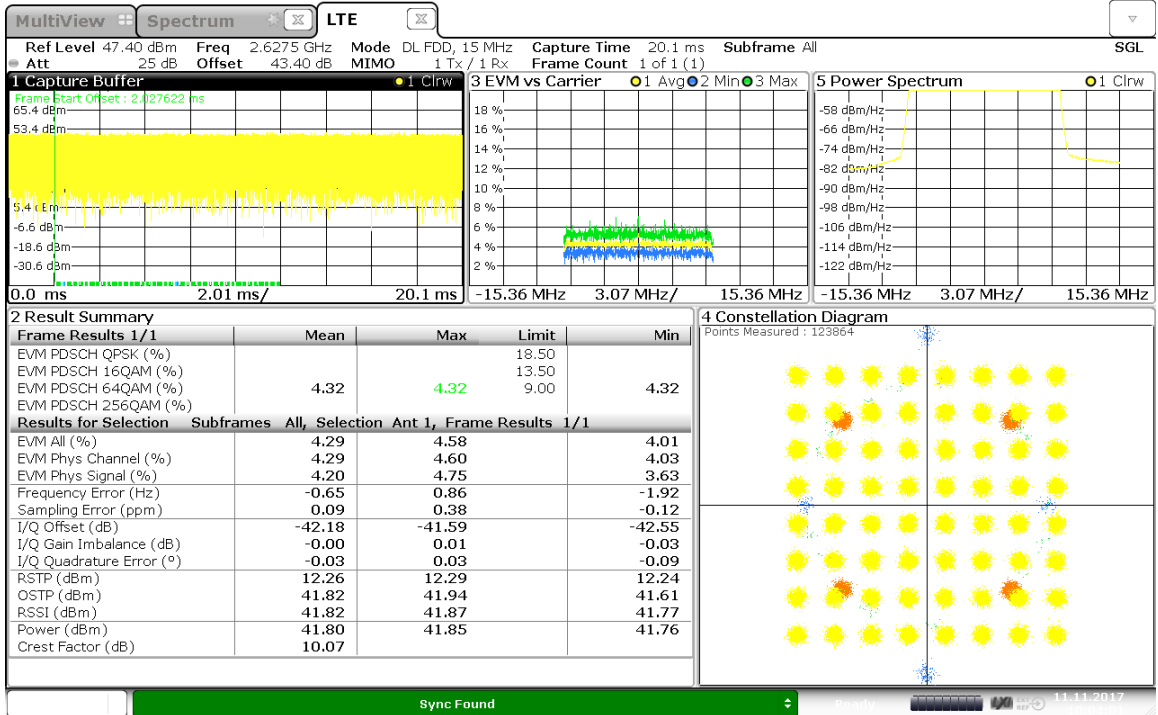 MultiView Spectrum LTE
Ref Level 47.40 dBm Freq 2.6275 GHz Mode DL FDD, 15 MHz Capture Time 20.1 ms Subframe All SGL
Att 25 dB Offset 43.40 dB MIMO 1 Tx / 1 Rx Frame Count 1 of 1 (1)
1 Capture Buffer 1 Clrw
Frame Start Offset : 2.027622 ms
65.4 dBm
53.4 dBm
5.4 dBm
-6.6 dBm
-18.6 dBm
-30.6 dBm
0.0 ms 2.01 ms/ 20.1 ms
3 EVM vs Carrier 1 Avg 2 Min 3 Max
18 %
16 %
14 %
12 %
10 %
8 %
6 %
4 %
2 %
-15.36 MHz 3.07 MHz/ 15.36 MHz
5 Power Spectrum 1 Clrw
-58 dBm/Hz
-66 dBm/Hz
-74 dBm/Hz
-82 dBm/Hz
-90 dBm/Hz
-98 dBm/Hz
-106 dBm/Hz
-114 dBm/Hz
-122 dBm/Hz
-15.36 MHz 3.07 MHz/ 15.36 MHz
2 Result Summary
Frame Results 1/1 Mean Max Limit Min
EVM PDSCH QPSK (%) 18.50
EVM PDSCH 16QAM (%) 13.50
EVM PDSCH 64QAM (%) 4.32 4.32 9.00 4.32
EVM PDSCH 256QAM (%)
Results for Selection Subframes All, Selection Ant 1, Frame Results 1/1
EVM All (%) 4.29 4.58 4.01
EVM Phys Channel (%) 4.29 4.60 4.03
EVM Phys Signal (%) 4.20 4.75 3.63
Frequency Error (Hz) -0.65 0.86 -1.92
Sampling Error (ppm) 0.09 0.38 -0.12
I/Q Offset (dB) -42.18 -41.59 -42.55
I/Q Gain Imbalance (dB) -0.00 0.01 -0.03
I/Q Quadrature Error (°) -0.03 0.03 -0.09
RSTP (dBm) 12.26 12.29 12.24
OSTP (dBm) 41.82 41.94 41.61
RSSI (dBm) 41.82 41.87 41.77
Power (dBm) 41.80 41.85 41.76
Crest Factor (dB) 10.07
4 Constellation Diagram
Points Measured : 123864
Sync Found
Ready
LXI
EXT
REF
11.11.2017